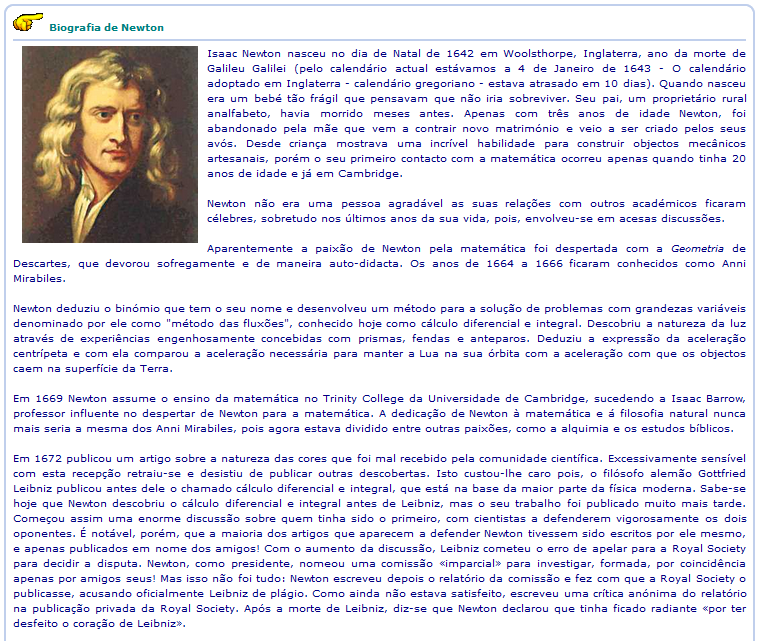 Biografia de Newton
Isaac Newton nasceu no dia de Natal de 1642 em Woolsthorpe, Inglaterra, ano da morte de
Galileu Galilei (pelo calendário actual estávamos a 4 de Janeiro de 1643 - O calendário
adoptado em Inglaterra - calendário gregoriano - estava atrasado em 10 dias). Quando nasceu
era um bebé tão frágil que pensavam que não iria sobreviver. Seu pai, um proprietário rural
analfabeto, havia morrido meses antes. Apenas com três anos de idade Newton, foi
abandonado pela mãe que vem a contrair novo matrimónio e veio a ser criado pelos seus
avós. Desde criança mostrava uma incrível habilidade para construir objectos mecânicos
artesanais, porém o seu primeiro contacto com a matemática ocorreu apenas quando tinha 20
anos de idade e já em Cambridge.
Newton não era uma pessoa agradável as suas relações com outros académicos ficaram
célebres, sobretudo nos últimos anos da sua vida, pois, envolveu-se em acesas discussões.
Aparentemente a paixão de Newton pela matemática foi despertada com a Geometria de
Descartes, que devorou sofregamente e de maneira auto-didacta. Os anos de 1664 a 1666 ficaram conhecidos como Anni
Mirabiles.
Newton deduziu o binómio que tem o seu nome e desenvolveu um método para a solução de problemas com grandezas variáveis
denominado por ele como "método das fluxões", conhecido hoje como cálculo diferencial e integral. Descobriu a natureza da luz
através de experiências engenhosamente concebidas com prismas, fendas e anteparos. Deduziu a expressão da aceleração
centrípeta e com ela comparou a aceleração necessária para manter a Lua na sua órbita com a aceleração com que os objectos
caem na superfície da Terra.
Em 1669 Newton assume o ensino da matemática no Trinity College da Universidade de Cambridge, sucedendo a Isaac Barrow,
professor influente no despertar de Newton para a matemática. A dedicação de Newton à matemática e á filosofia natural nunca
mais seria a mesma dos Anni Mirabiles, pois agora estava dividido entre outras paixões, como a alquimia e os estudos bíblicos.
Em 1672 publicou um artigo sobre a natureza das cores que foi mal recebido pela comunidade científica. Excessivamente sensível
com esta recepção retraiu-se e desistiu de publicar outras descobertas. Isto custou-lhe caro pois, o filósofo alemão Gottfried
Leibniz publicou antes dele o chamado cálculo diferencial e integral, que está na base da maior parte da física moderna. Sabe-se
hoje que Newton descobriu o cálculo diferencial e integral antes de Leibniz, mas o seu trabalho foi publicado muito mais tarde.
Começou assim uma enorme discussão sobre quem tinha sido o primeiro, com cientistas a defenderem vigorosamente os dois
oponentes. É notável, porém, que a maioria dos artigos que aparecem a defender Newton tivessem sido escritos por ele mesmo,
e apenas publicados em nome dos amigos! Com o aumento da discussão, Leibniz cometeu o erro de apelar para a Royal Society
para decidir a disputa. Newton, como presidente, nomeou uma comissão «imparcial» para investigar, formada, por coincidência
apenas por amigos seus! Mas isso não foi tudo: Newton escreveu depois o relatório da comissão e fez com que a Royal Society o
publicasse, acusando oficialmente Leibniz de plágio. Como ainda não estava satisfeito, escreveu uma crítica anónima do relatório
na publicação privada da Royal Society. Após a morte de Leibniz, diz-se que Newton declarou que tinha ficado radiante «por ter
desfeito o coração de Leibniz».